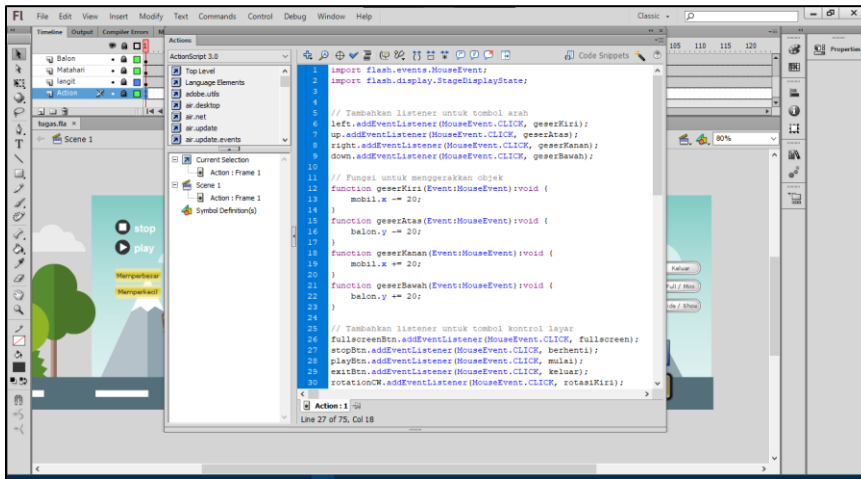 Fl File Edit View Insert Modify Text Commands Control Debug Window Help Classic
Timeline Output Compiler Errors
Balon
Matahari
langit
Action
tugas.fla ×
Scene 1
stop
play
Memperbesar
Memperkecil
Actions
ActionScript 3.0
Top Level
Language Elements
adobe.utils
air.desktop
air.net
air.update
air.update.events
Current Selection
Action : Frame 1
Scene 1
Action : Frame 1
Symbol Definition(s)
Code Snippets
1 import flash.events.MouseEvent;
2 import flash.display.StageDisplayState;
3
4
5 // Tambahkan listener untuk tombol arah
6 left.addEventListener(MouseEvent.CLICK, geserKiri);
7 up.addEventListener(MouseEvent.CLICK, geserAtas);
8 right.addEventListener(MouseEvent.CLICK, geserKanan);
9 down.addEventListener(MouseEvent.CLICK, geserBawah);
10
11 // Fungsi untuk menggerakkan objek
12 function geserKiri(Event:MouseEvent):void {
13 mobil.x -= 20;
14 }
15 function geserAtas(Event:MouseEvent):void {
16 balon.y -= 20;
17 }
18 function geserKanan(Event:MouseEvent):void {
19 mobil.x += 20;
20 }
21 function geserBawah(Event:MouseEvent):void {
22 balon.y += 20;
23 }
24
25 // Tambahkan listener untuk tombol kontrol layar
26 fullscreenBtn.addEventListener(MouseEvent.CLICK, fullscreen);
27 stopBtn.addEventListener(MouseEvent.CLICK, berhenti);
28 playBtn.addEventListener(MouseEvent.CLICK, mulai);
29 exitBtn.addEventListener(MouseEvent.CLICK, keluar);
30 rotationCW.addEventListener(MouseEvent.CLICK, rotasiKiri);
Action : 1
Line 27 of 75, Col 18
105 110 115 120
80%
Keluar
Full / Mini
/ Show
Properties